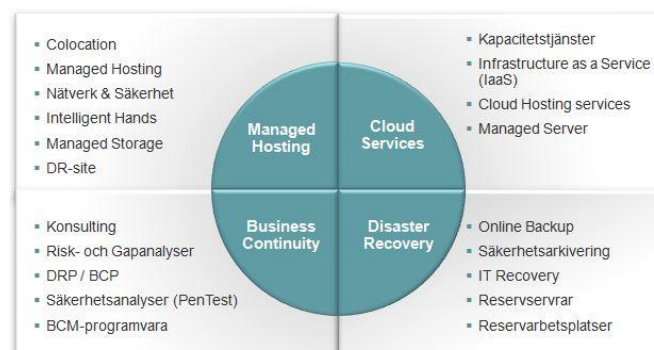 Colocation
Managed Hosting
Nätverk & Säkerhet
Intelligent Hands
Managed Storage
DR-site
Kapacitetstjänster
Infrastructure as a Service
(IaaS)
Cloud Hosting services
Managed Server
Managed
Hosting
Cloud
Services
Business
Continuity
Disaster
Recovery
Konsulting
Risk- och Gapanalyser
DRP / BCP
Säkerhetsanalyser (PenTest)
BCM-programvara
Online Backup
Säkerhetsarkivering
IT Recovery
Reservservrar
Reservarbetsplatser